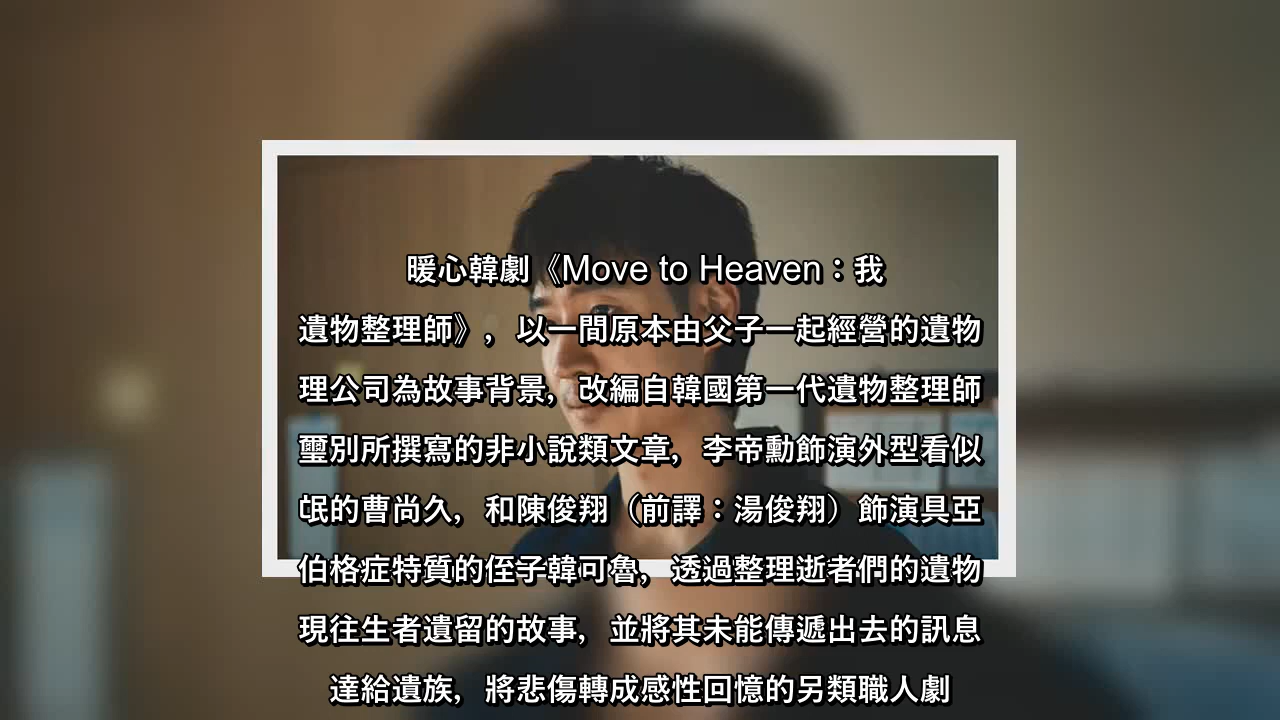 暖心韓劇《Move to Heaven：我
遺物整理師》，以一間原本由父子一起經營的遺物
理公司為故事背景，改編自韓國第一代遺物整理師
璽別所撰寫的非小說類文章，李帝勳飾演外型看似
氓的曹尚久，和陳俊翔（前譯：湯俊翔）飾演具亞
伯格症特質的侄子韓可魯，透過整理逝者們的遺物
現往生者遺留的故事，並將其未能傳遞出去的訊息
達給遺族，將悲傷轉成感性回憶的另類職人劇